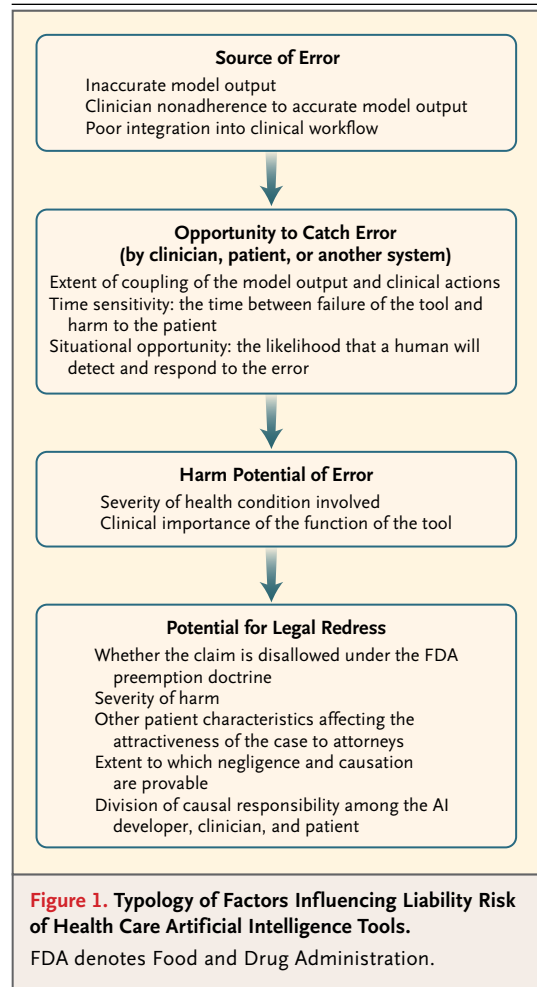 Source of Error
Inaccurate model output
Clinician nonadherence to accurate model output
Poor integration into clinical workflow
Opportunity to Catch Error
(by clinician, patient, or another system)
Extent of coupling of the model output and clinical actions
Time sensitivity: the time between failure of the tool and
harm to the patient
Situational opportunity: the likelihood that a human will
detect and respond to the error
Harm Potential of Error
Severity of health condition involved
Clinical importance of the function of the tool
Potential for Legal Redress
Whether the claim is disallowed under the FDA
preemption doctrine
Severity of harm
Other patient characteristics affecting the
attractiveness of the case to attorneys
Extent to which negligence and causation
are provable
Division of causal responsibility among the AI
developer, clinician, and patient
Figure 1. Typology of Factors Influencing Liability Risk
of Health Care Artificial Intelligence Tools.
FDA denotes Food and Drug Administration.